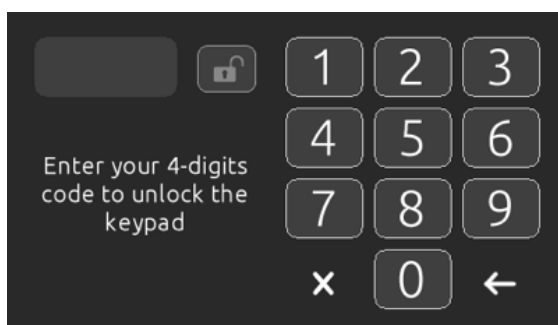 1 2 3
4 5 6
Enter your 4-digits
code to unlock the
keypad
7 8 9
0